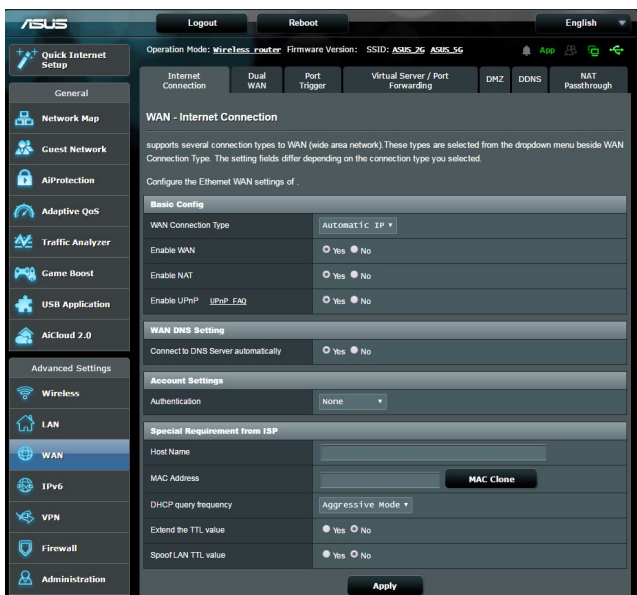 ASUS
Logout
Reboot
English
Quick Internet Setup
Operation Mode: Wireless router Firmware Version: SSID: ASUS_2G ASUS_5G
App
Internet Connection
Dual WAN
Port Trigger
Virtual Server / Port Forwarding
DMZ
DDNS
NAT Passthrough
General
Network Map
Guest Network
AiProtection
Adaptive QoS
Traffic Analyzer
Game Boost
USB Application
AiCloud 2.0
Advanced Settings
Wireless
LAN
WAN
IPv6
VPN
Firewall
Administration
WAN - Internet Connection
supports several connection types to WAN (wide area network).These types are selected from the dropdown menu beside WAN
Connection Type. The setting fields differ depending on the connection type you selected.
Configure the Ethernet WAN settings of .
Basic Config
WAN Connection Type Automatic IP
Enable WAN Yes No
Enable NAT Yes No
Enable UPnP UPnP FAQ Yes No
WAN DNS Setting
Connect to DNS Server automatically Yes No
Account Settings
Authentication None
Special Requirement from ISP
Host Name
MAC Address MAC Clone
DHCP query frequency Aggressive Mode
Extend the TTL value Yes No
Spoof LAN TTL value Yes No
Apply